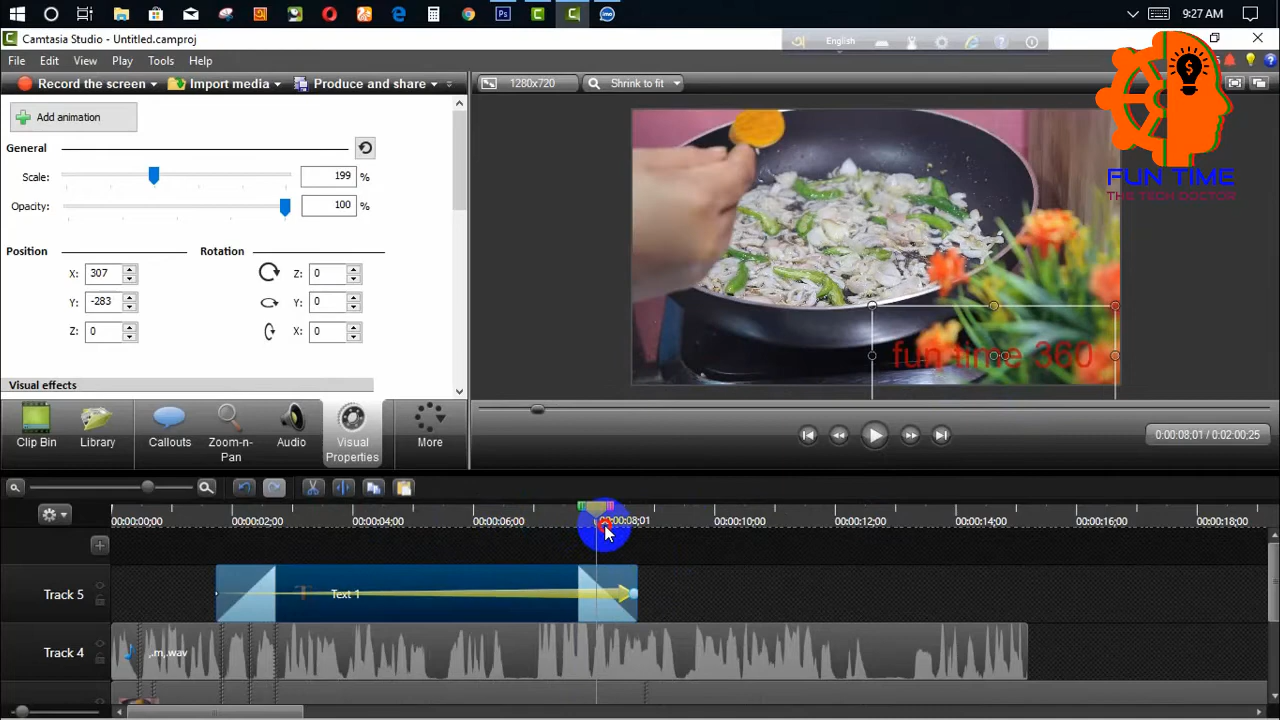 9:27 AM
Camtasia Studio - Untitled.camproj
English
File Edit View Play Tools Help
Record the screen Import media Produce and share
1280x720 Shrink to fit
Add animation
General
Scale: 199 %
Opacity: 100 %
Position Rotation
X: 307 Z: 0
Y: -283 Y: 0
Z: 0 X: 0
Visual effects
FUN TIME
THE TECH DOCTOR
fun time 360
Clip Bin Library Callouts Zoom-n-Pan Audio Visual Properties More
0:00:08;01 / 0:02:00;25
00:00:00;00 00:00:02;00 00:00:04;00 00:00:06;00 00:00:08;01 00:00:10;00 00:00:12;00 00:00:14;00 00:00:16;00 00:00:18;00
Track 5 Text 1
Track 4 ,.m,.wav